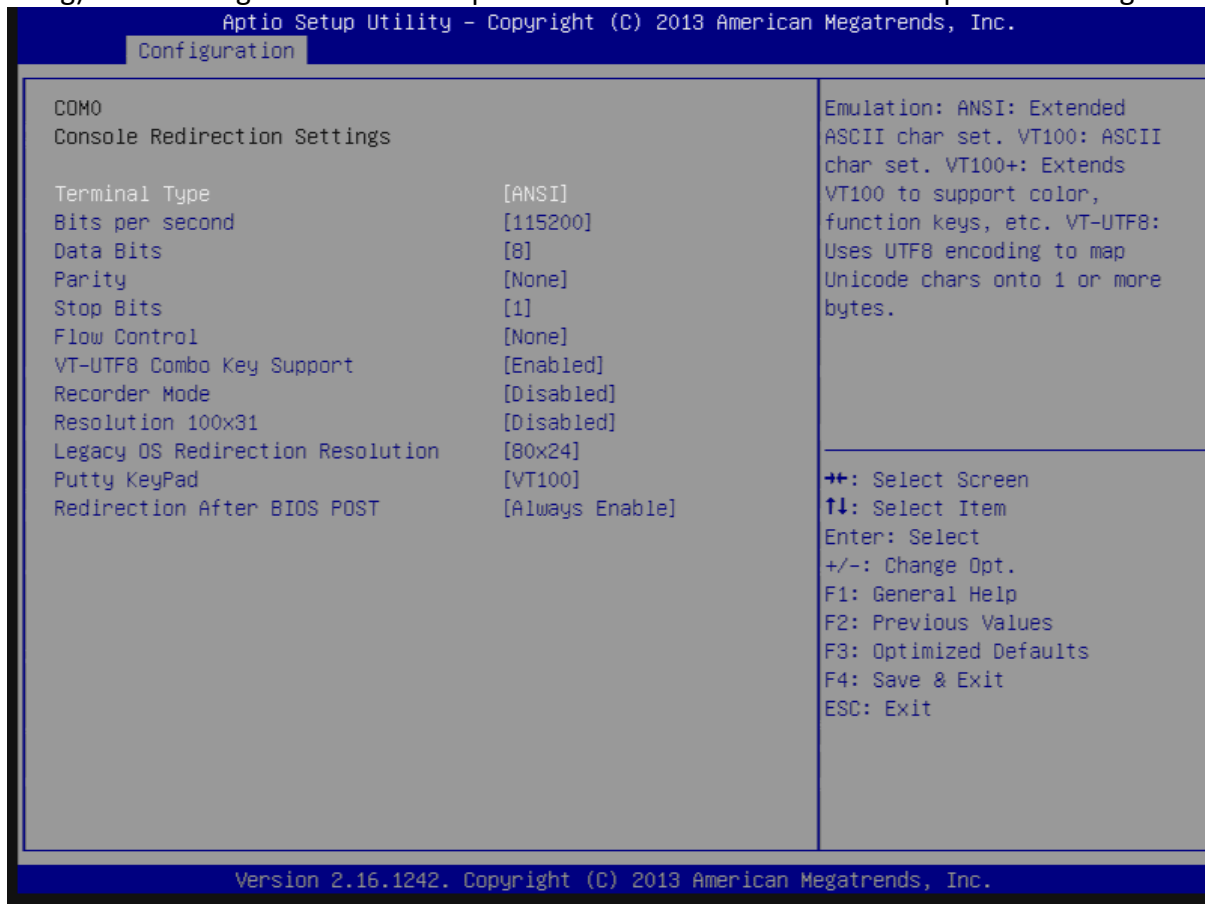 Aptio Setup Utility – Copyright (C) 2013 American Megatrends, Inc.
Configuration
COM0
Console Redirection Settings
Terminal Type [ANSI]
Bits per second [115200]
Data Bits [8]
Parity [None]
Stop Bits [1]
Flow Control [None]
VT-UTF8 Combo Key Support [Enabled]
Recorder Mode [Disabled]
Resolution 100x31 [Disabled]
Legacy OS Redirection Resolution [80x24]
Putty KeyPad [VT100]
Redirection After BIOS POST [Always Enable]
Emulation: ANSI: Extended
ASCII char set. VT100: ASCII
char set. VT100+: Extends
VT100 to support color,
function keys, etc. VT-UTF8:
Uses UTF8 encoding to map
Unicode chars onto 1 or more
bytes.
→←: Select Screen
↑↓: Select Item
Enter: Select
+/-: Change Opt.
F1: General Help
F2: Previous Values
F3: Optimized Defaults
F4: Save & Exit
ESC: Exit
Version 2.16.1242. Copyright (C) 2013 American Megatrends, Inc.